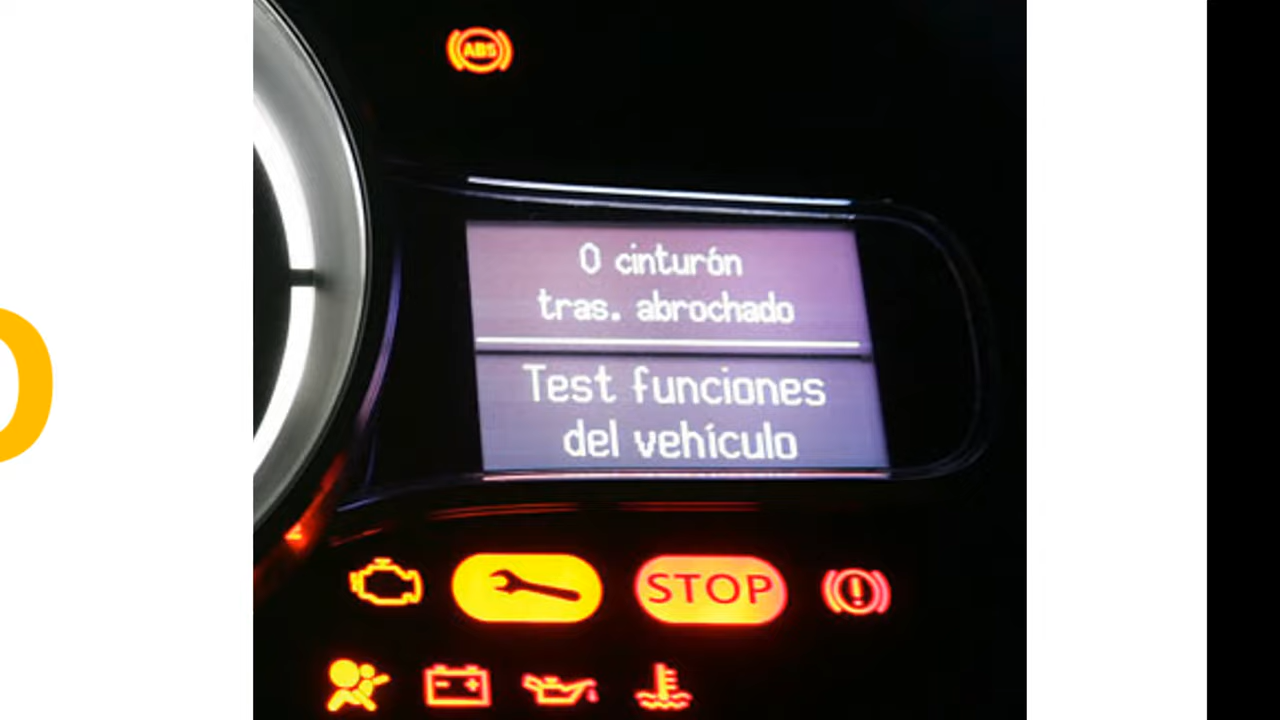 ABS
0 cinturón
tras. abrochado
Test funciones
del vehículo
STOP